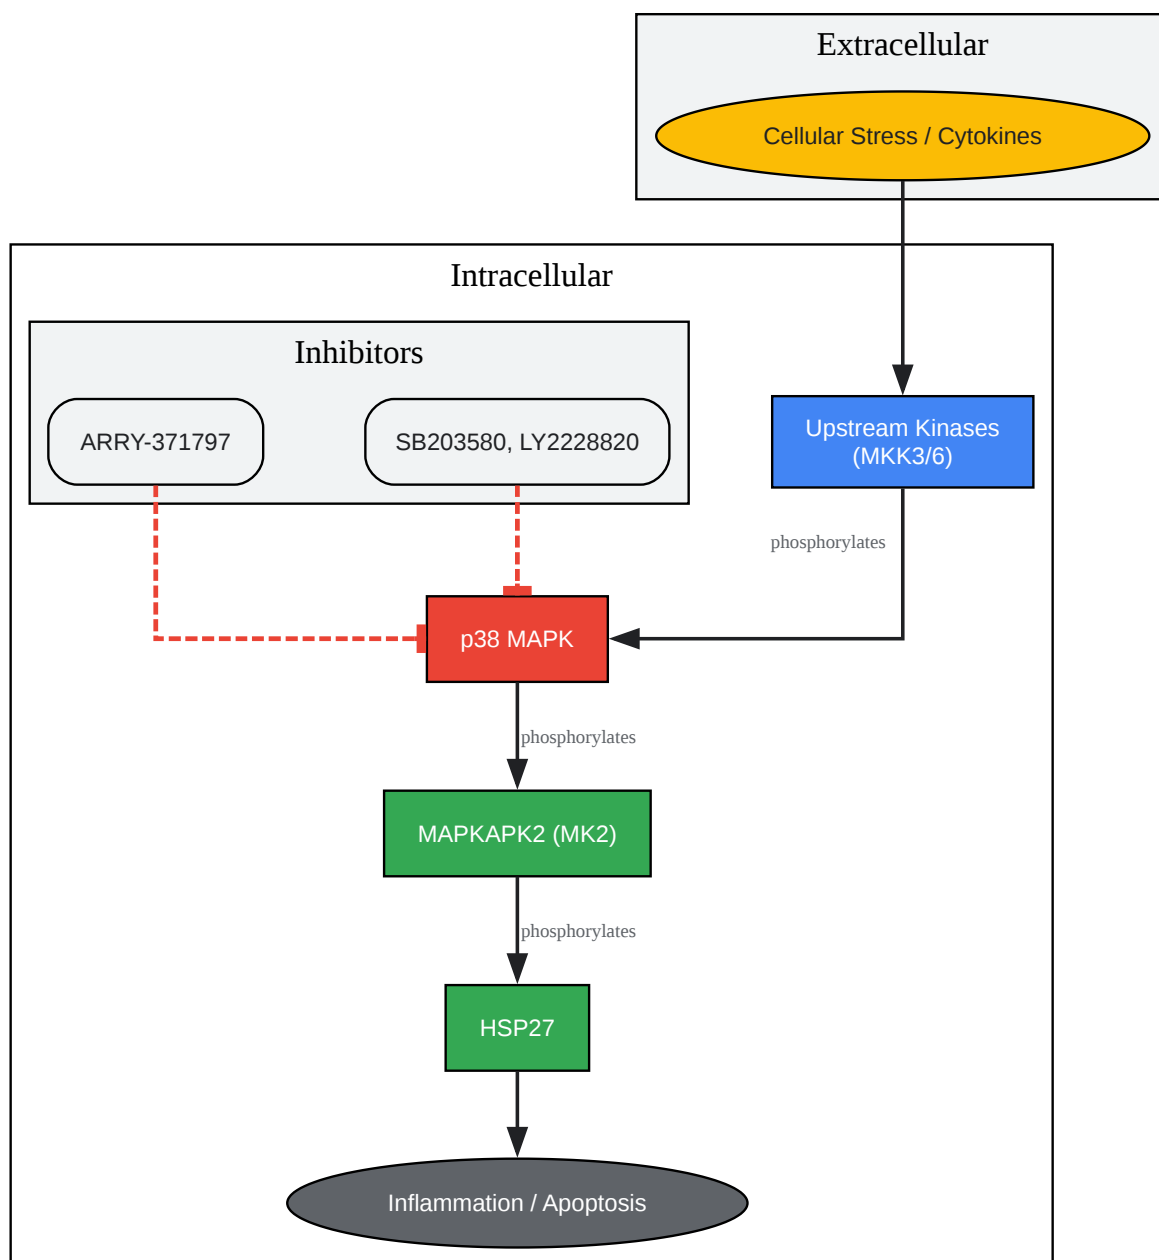 Extracellular
Cellular Stress / Cytokines
Intracellular
Inhibitors
ARRY-371797
SB203580, LY2228820
Upstream Kinases
(MKK3/6)
phosphorylates
p38 MAPK
phosphorylates
MAPKAPK2 (MK2)
phosphorylates
HSP27
Inflammation / Apoptosis